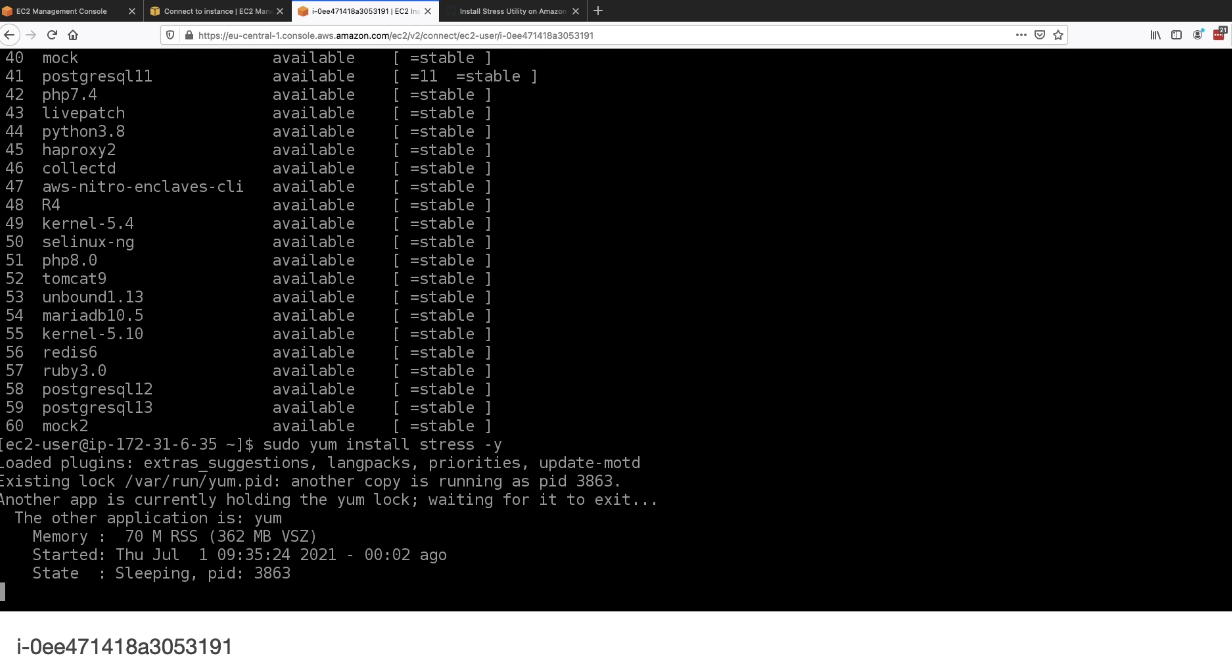 EC2 Management Console
Connect to instance | EC2 Mana
i-0ee471418a3053191 | EC2 Ins
Install Stress Utility on Amazon
https://eu-central-1.console.aws.amazon.com/ec2/v2/connect/ec2-user/i-0ee471418a3053191
21
40 mock available [ =stable ]
41 postgresql11 available [ =11 =stable ]
42 php7.4 available [ =stable ]
43 livepatch available [ =stable ]
44 python3.8 available [ =stable ]
45 haproxy2 available [ =stable ]
46 collectd available [ =stable ]
47 aws-nitro-enclaves-cli available [ =stable ]
48 R4 available [ =stable ]
49 kernel-5.4 available [ =stable ]
50 selinux-ng available [ =stable ]
51 php8.0 available [ =stable ]
52 tomcat9 available [ =stable ]
53 unbound1.13 available [ =stable ]
54 mariadb10.5 available [ =stable ]
55 kernel-5.10 available [ =stable ]
56 redis6 available [ =stable ]
57 ruby3.0 available [ =stable ]
58 postgresql12 available [ =stable ]
59 postgresql13 available [ =stable ]
60 mock2 available [ =stable ]
[ec2-user@ip-172-31-6-35 ~]$ sudo yum install stress -y
Loaded plugins: extras_suggestions, langpacks, priorities, update-motd
Existing lock /var/run/yum.pid: another copy is running as pid 3863.
Another app is currently holding the yum lock; waiting for it to exit...
The other application is: yum
Memory : 70 M RSS (362 MB VSZ)
Started: Thu Jul 1 09:35:24 2021 - 00:02 ago
State : Sleeping, pid: 3863
i-0ee471418a3053191